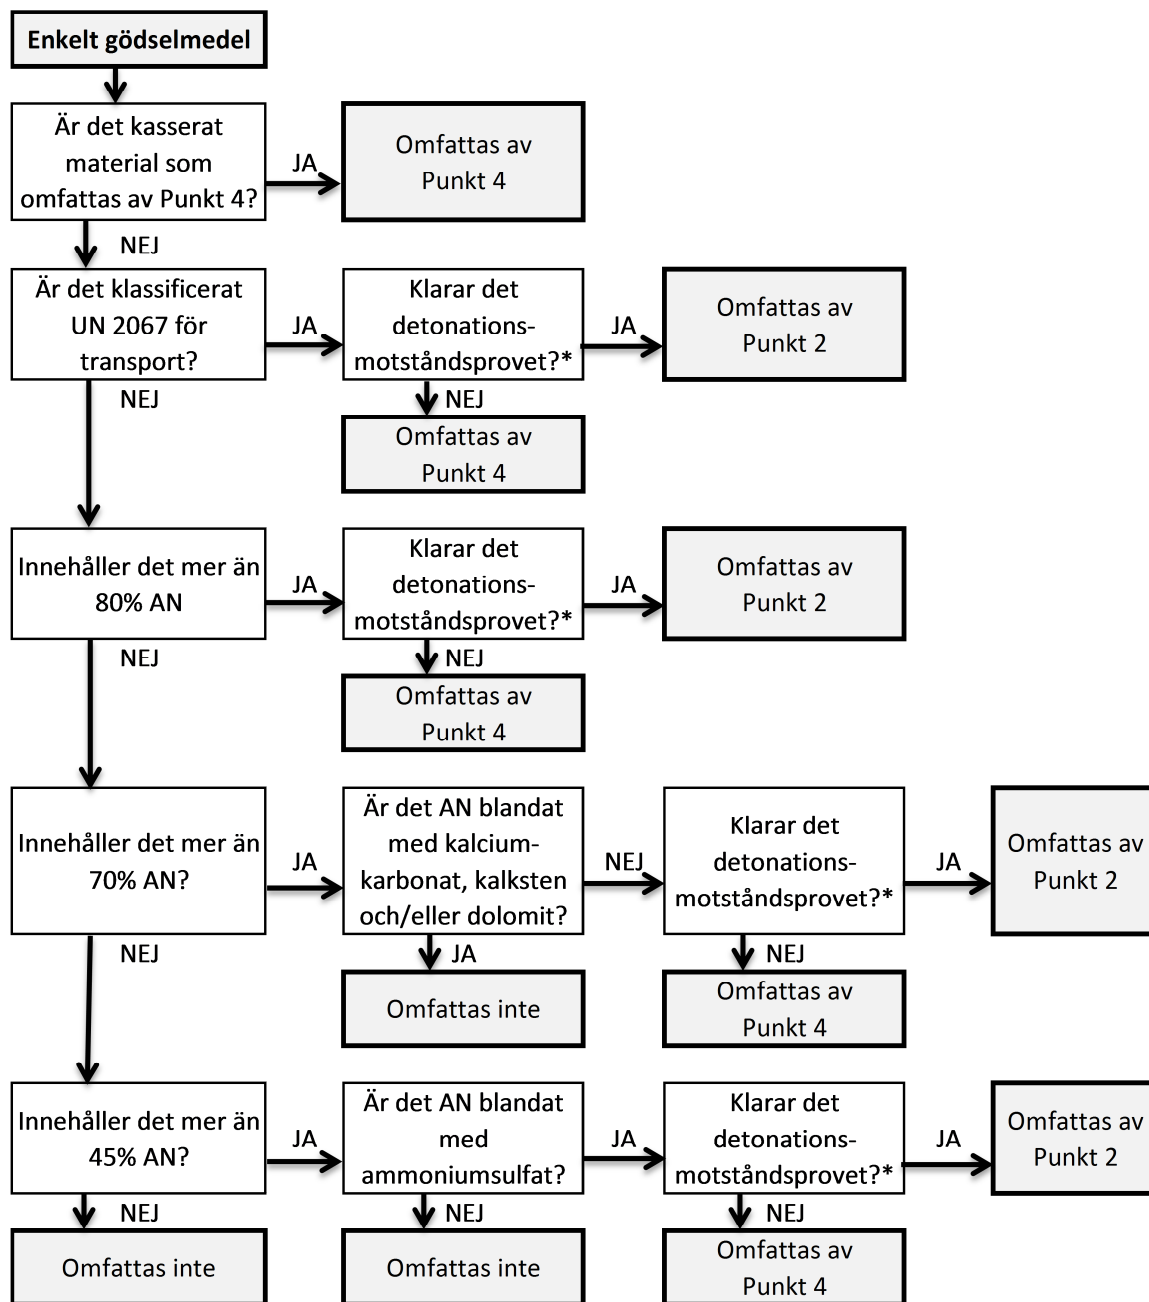 Enkelt gödselmedel
Är det kasserat
material som
omfattas av Punkt 4?
JA
Omfattas av
Punkt 4
NEJ
Är det klassificerat
UN 2067 för
transport?
JA
Klarar det
detonations-
motståndsprovet?*
JA
Omfattas av
Punkt 2
NEJ
NEJ
Omfattas av
Punkt 4
Innehåller det mer än
80% AN
JA
Klarar det
detonations-
motståndsprovet?*
JA
Omfattas av
Punkt 2
NEJ
NEJ
Omfattas av
Punkt 4
Innehåller det mer än
70% AN?
JA
Är det AN blandat
med kalcium-
karbonat, kalksten
och/eller dolomit?
NEJ
Klarar det
detonations-
motståndsprovet?*
JA
Omfattas av
Punkt 2
NEJ
JA
NEJ
Omfattas inte
Omfattas av
Punkt 4
Innehåller det mer än
45% AN?
JA
Är det AN blandat
med
ammoniumsulfat?
JA
Klarar det
detonations-
motståndsprovet?*
JA
Omfattas av
Punkt 2
NEJ
NEJ
NEJ
Omfattas inte
Omfattas inte
Omfattas av
Punkt 4